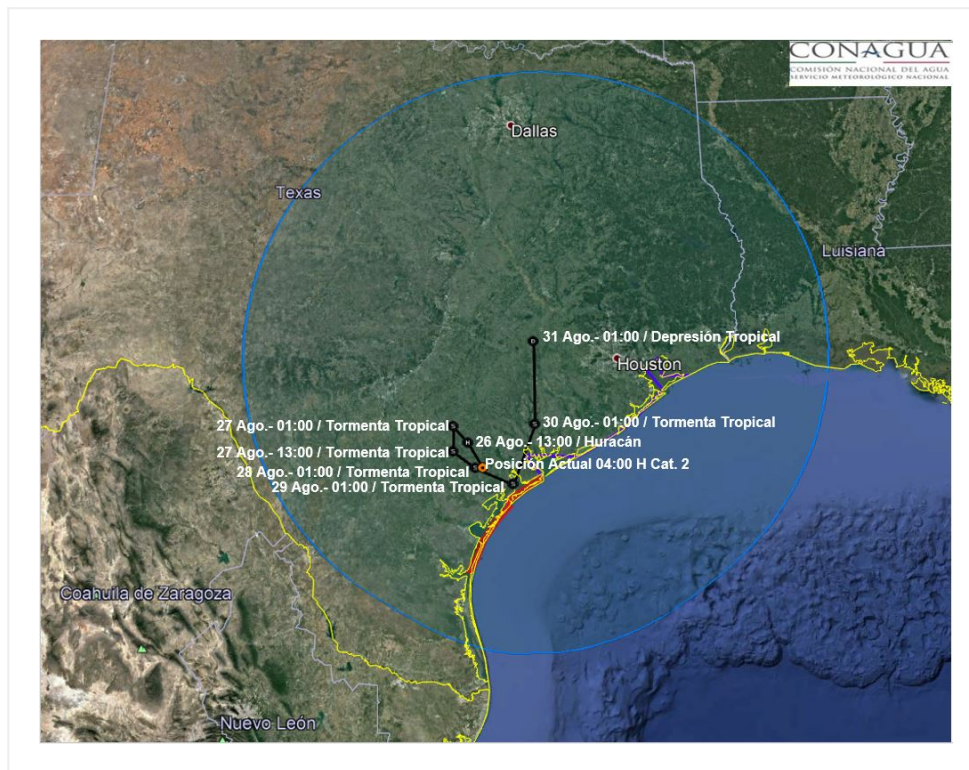 CONAGUA
COMISIÓN NACIONAL DEL AGUA
SERVICIO METEOROLÓGICO NACIONAL
Dallas
Texas
Luisiana
31 Ago.- 01:00 / Depresión Tropical
Houston
30 Ago.- 01:00 / Tormenta Tropical
27 Ago.- 01:00 / Tormenta Tropical
H
26 Ago.- 13:00 / Huracán
27 Ago.- 13:00 / Tormenta Tropical
Posición Actual 04:00 H Cat. 2
28 Ago.- 01:00 / Tormenta Tropical
29 Ago.- 01:00 / Tormenta Tropical
Coahuila de Zaragoza
Nuevo León